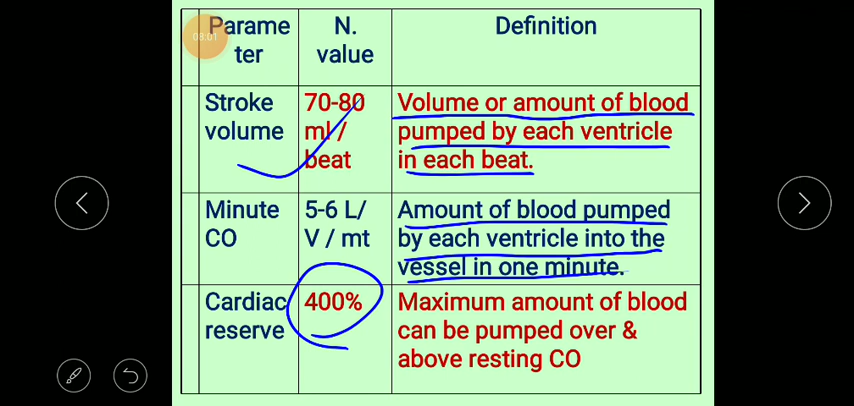 Parame
ter
N.
value
Definition
08:01
Stroke
volume
70-80
ml /
beat
Volume or amount of blood
pumped by each ventricle
in each beat.
Minute
CO
5-6 L/
V / mt
Amount of blood pumped
by each ventricle into the
vessel in one minute.
Cardiac
reserve
400%
Maximum amount of blood
can be pumped over &
above resting CO